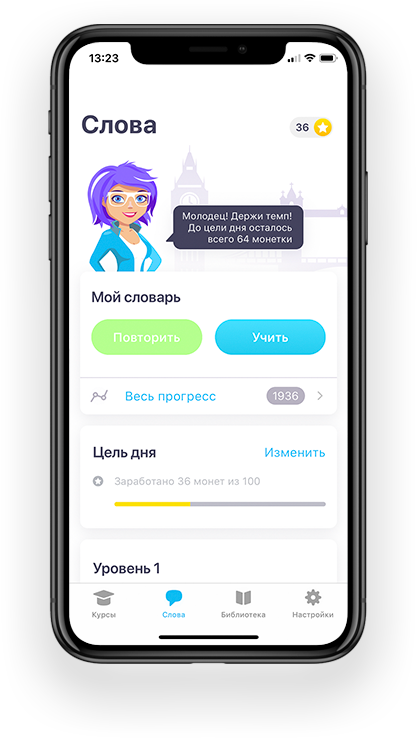 13:23
Слова
36
Молодец! Держи темп!
До цели дня осталось
всего 64 монетки
Мой словарь
Повторить
Учить
Весь прогресс
1936
Цель дня
Изменить
Заработано 36 монет из 100
Уровень 1
Курсы
Слова
Библиотека
Настройки